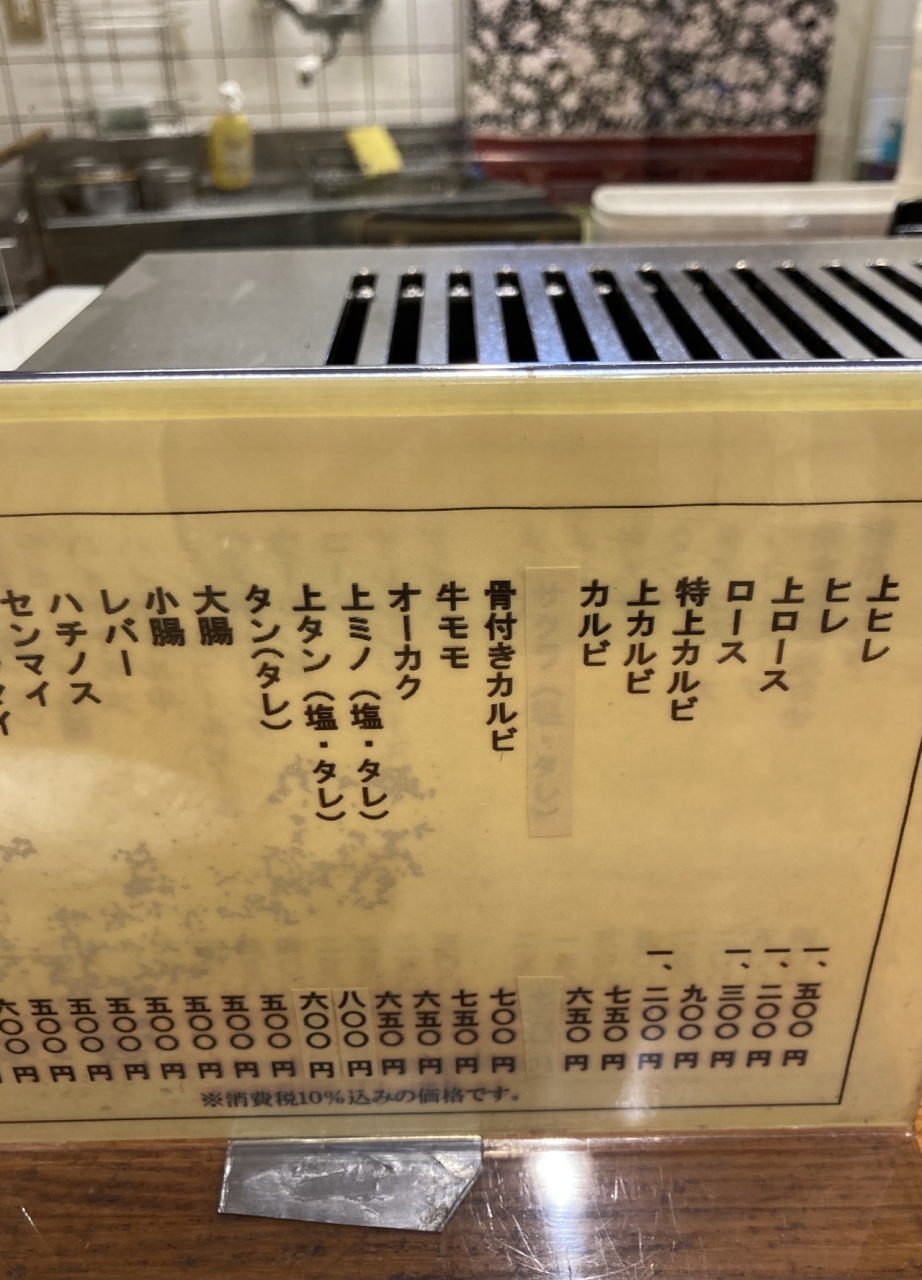 上ヒレ 一、五〇〇円
ヒレ 一、二〇〇円
上ロース 一、三〇〇円
ロース 九〇〇円
特上カルビ 一、二〇〇円
上カルビ 七五〇円
カルビ 六五〇円
骨付きカルビ 七〇〇円
牛モモ 七五〇円
オーカク 六五〇円
上ミノ（塩・タレ） 六五〇円
上タン（塩・タレ） 八〇〇円
タン（タレ） 六〇〇円
大腸 五〇〇円
小腸 五〇〇円
レバー 五〇〇円
ハチノス 五〇〇円
センマイ 五〇〇円
五〇〇円
五〇〇円
六〇〇円
※消費税10%込みの価格です。